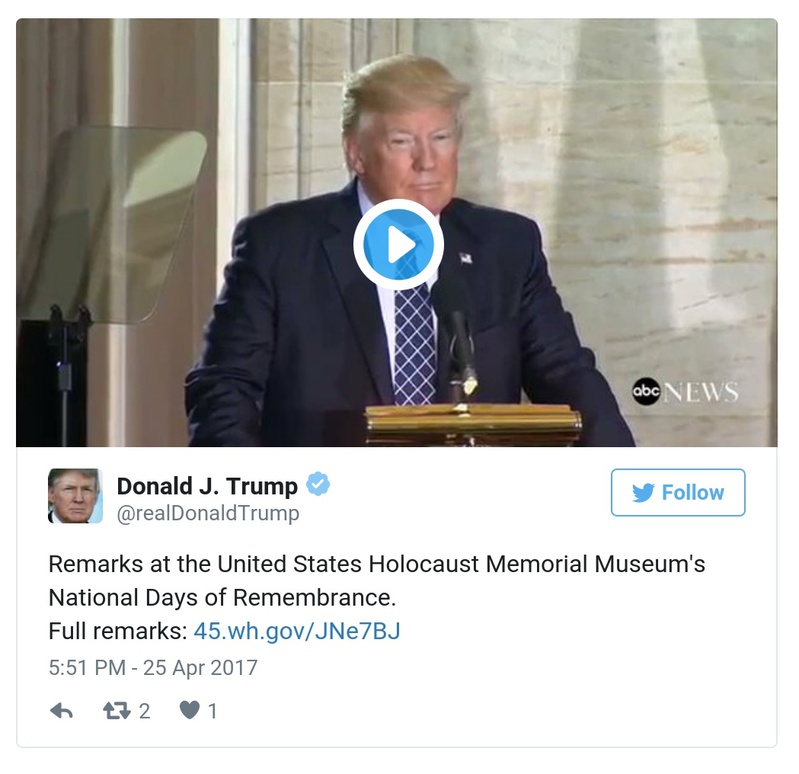 abc NEWS
Donald J. Trump
@realDonaldTrump
Follow
Remarks at the United States Holocaust Memorial Museum's
National Days of Remembrance.
Full remarks: 45.wh.gov/JNe7BJ
5:51 PM - 25 Apr 2017
2 1